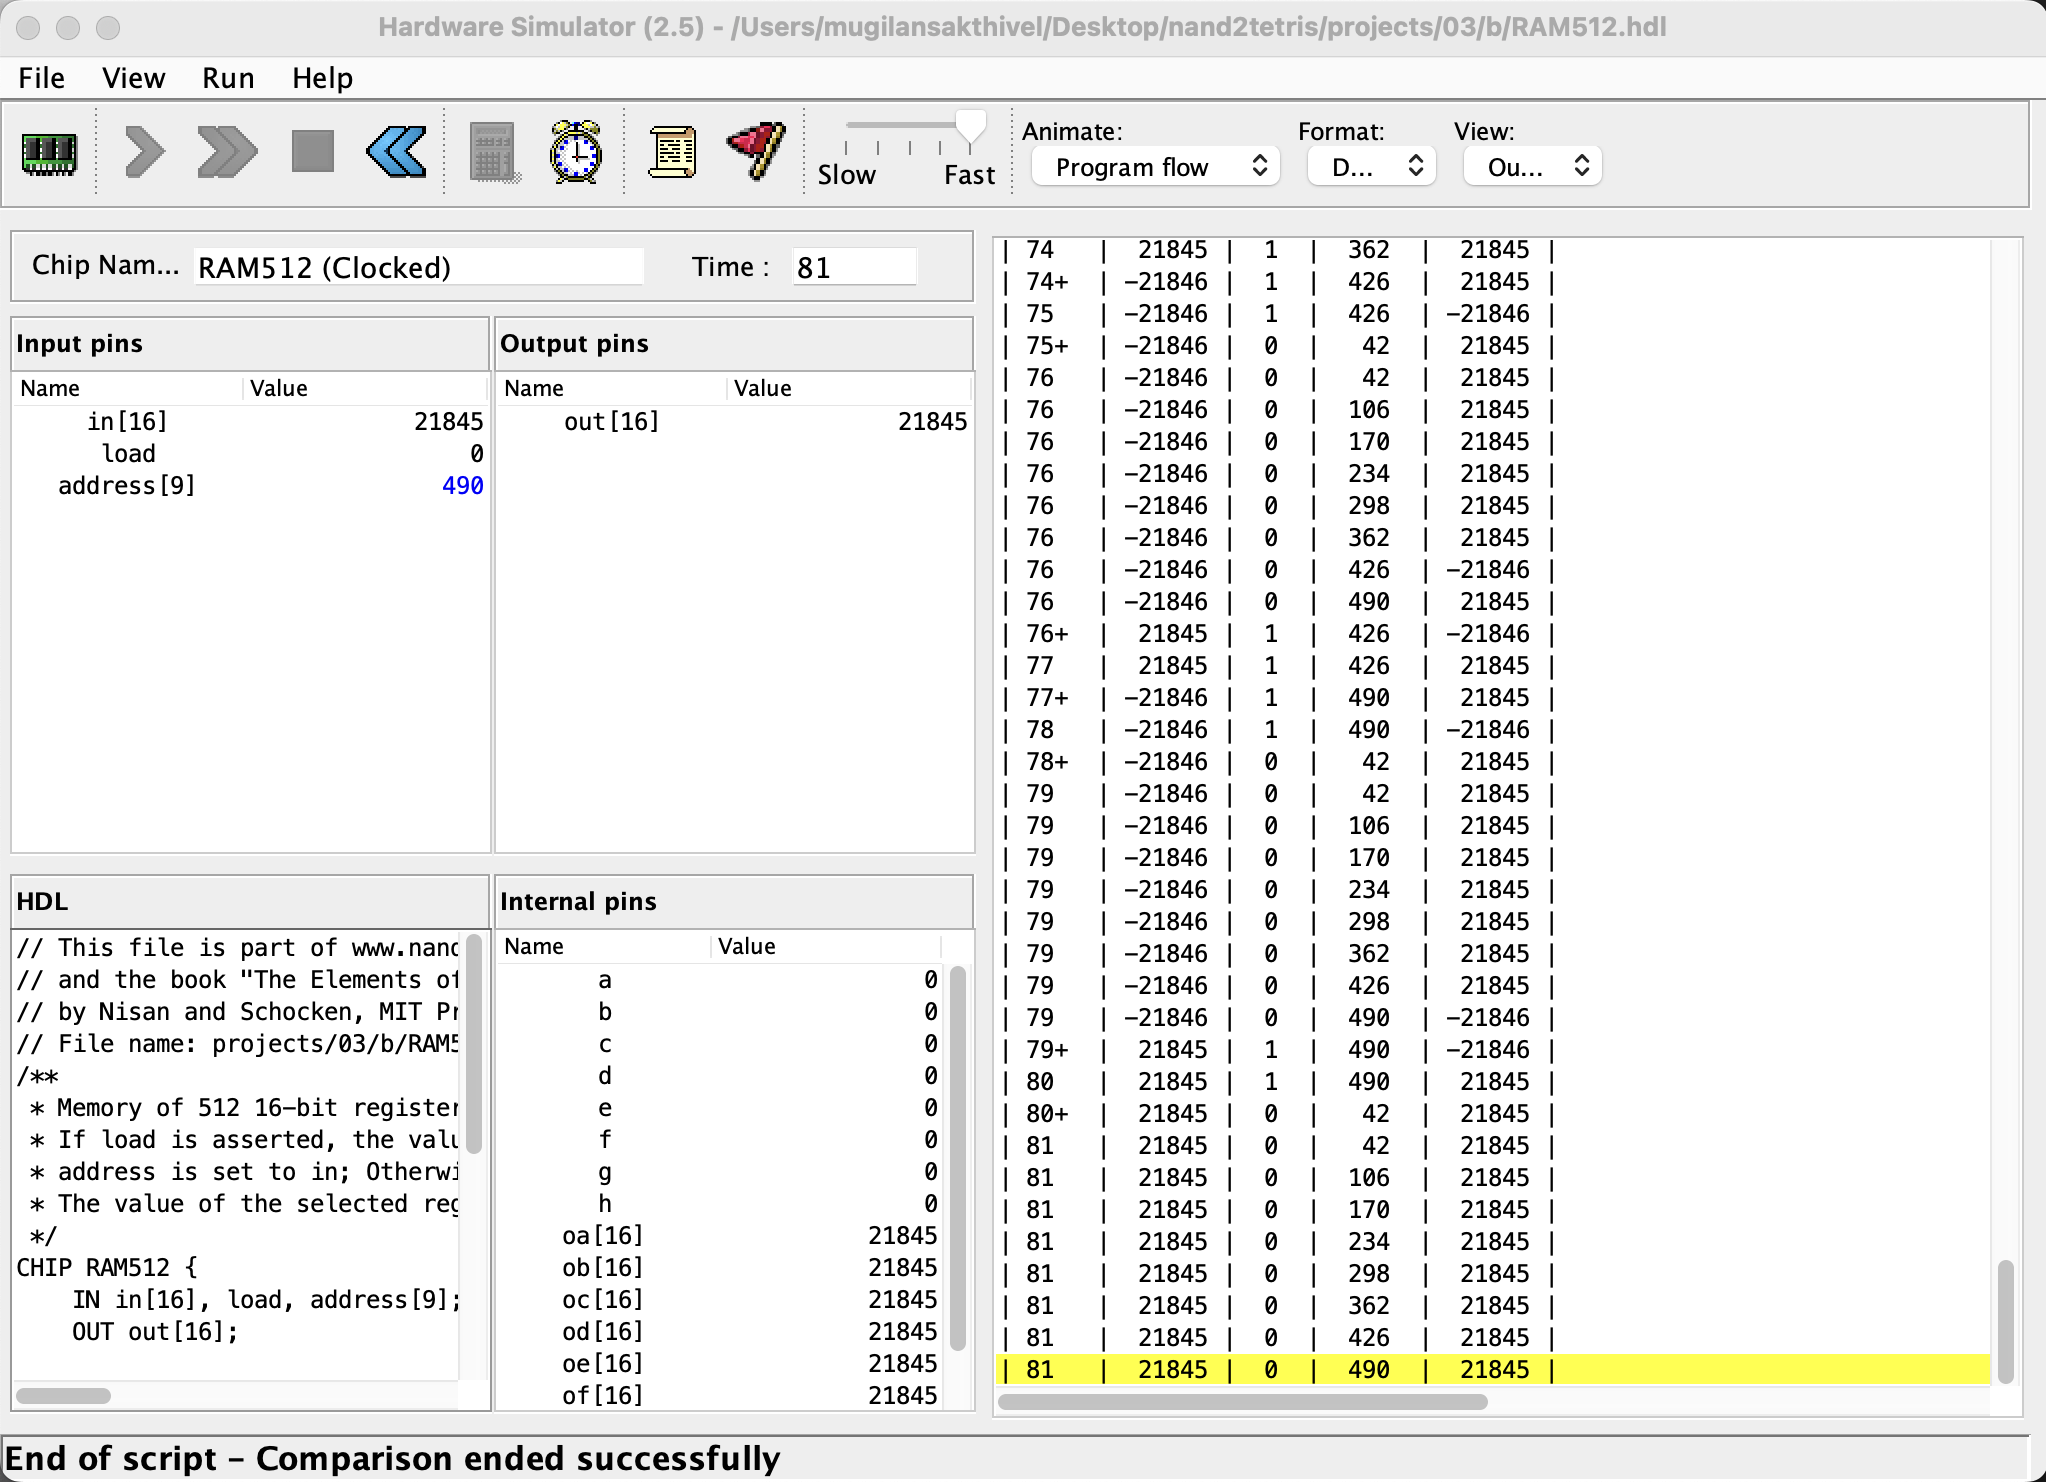 Hardware Simulator (2.5) - /Users/mugilansakthivel/Desktop/nand2tetris/projects/03/b/RAM512.hdl
File View Run Help
Animate: Format: View:
Slow Fast Program flow D... Ou...
Chip Nam... RAM512 (Clocked) Time : 81
Input pins
Name Value
in[16] 21845
load 0
address[9] 490
Output pins
Name Value
out[16] 21845
HDL
// This file is part of www.nand
// and the book "The Elements of
// by Nisan and Schocken, MIT Pr
// File name: projects/03/b/RAM5
/**
* Memory of 512 16-bit register
* If load is asserted, the valu
* address is set to in; Otherwi
* The value of the selected reg
*/
CHIP RAM512 {
IN in[16], load, address[9];
OUT out[16];
Internal pins
Name Value
a 0
b 0
c 0
d 0
e 0
f 0
g 0
h 0
oa[16] 21845
ob[16] 21845
oc[16] 21845
od[16] 21845
oe[16] 21845
of[16] 21845
| 74 | 21845 | 1 | 362 | 21845 |
| 74+ | -21846 | 1 | 426 | 21845 |
| 75 | -21846 | 1 | 426 | -21846 |
| 75+ | -21846 | 0 | 42 | 21845 |
| 76 | -21846 | 0 | 42 | 21845 |
| 76 | -21846 | 0 | 106 | 21845 |
| 76 | -21846 | 0 | 170 | 21845 |
| 76 | -21846 | 0 | 234 | 21845 |
| 76 | -21846 | 0 | 298 | 21845 |
| 76 | -21846 | 0 | 362 | 21845 |
| 76 | -21846 | 0 | 426 | -21846 |
| 76 | -21846 | 0 | 490 | 21845 |
| 76+ | 21845 | 1 | 426 | -21846 |
| 77 | 21845 | 1 | 426 | 21845 |
| 77+ | -21846 | 1 | 490 | 21845 |
| 78 | -21846 | 1 | 490 | -21846 |
| 78+ | -21846 | 0 | 42 | 21845 |
| 79 | -21846 | 0 | 42 | 21845 |
| 79 | -21846 | 0 | 106 | 21845 |
| 79 | -21846 | 0 | 170 | 21845 |
| 79 | -21846 | 0 | 234 | 21845 |
| 79 | -21846 | 0 | 298 | 21845 |
| 79 | -21846 | 0 | 362 | 21845 |
| 79 | -21846 | 0 | 426 | 21845 |
| 79 | -21846 | 0 | 490 | -21846 |
| 79+ | 21845 | 1 | 490 | -21846 |
| 80 | 21845 | 1 | 490 | 21845 |
| 80+ | 21845 | 0 | 42 | 21845 |
| 81 | 21845 | 0 | 42 | 21845 |
| 81 | 21845 | 0 | 106 | 21845 |
| 81 | 21845 | 0 | 170 | 21845 |
| 81 | 21845 | 0 | 234 | 21845 |
| 81 | 21845 | 0 | 298 | 21845 |
| 81 | 21845 | 0 | 362 | 21845 |
| 81 | 21845 | 0 | 426 | 21845 |
| 81 | 21845 | 0 | 490 | 21845 |
End of script - Comparison ended successfully